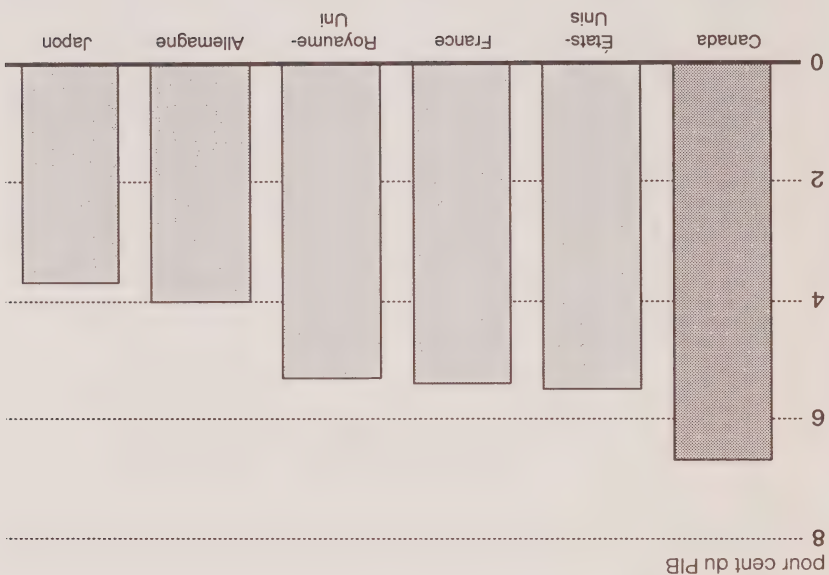 pour cent du PIB
8
6
4
2
0
Canada
États-
Unis
France
Royaume-
Uni
Allemagne
Japon